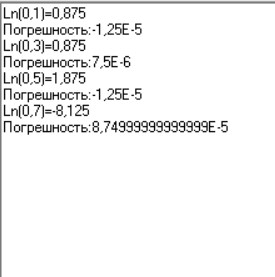 Ln(0,1)=0,875
Погрешность:-1,25E-5
Ln(0,3)=0,875
Погрешность:7,5E-6
Ln(0,5)=1,875
Погрешность:-1,25E-5
Ln(0,7)=-8,125
Погрешность:8,74999999999999E-5